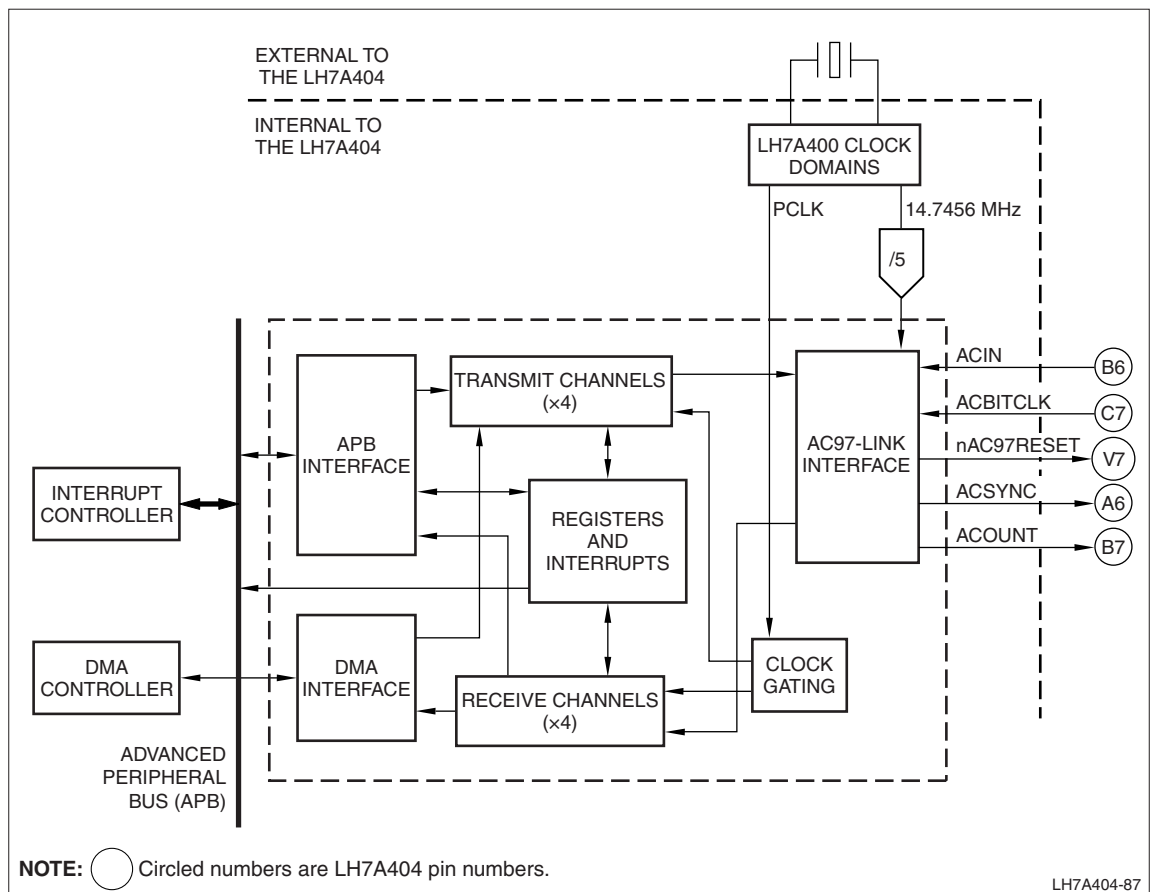 EXTERNAL TO
THE LH7A404
INTERNAL TO
THE LH7A404
LH7A400 CLOCK
DOMAINS
PCLK
14.7456 MHz
/5
APB
INTERFACE
TRANSMIT CHANNELS
(×4)
AC97-LINK
INTERFACE
ACIN
B6
ACBITCLK
C7
nAC97RESET
V7
ACSYNC
A6
ACOUNT
B7
INTERRUPT
CONTROLLER
REGISTERS
AND
INTERRUPTS
DMA
CONTROLLER
DMA
INTERFACE
RECEIVE CHANNELS
(×4)
CLOCK
GATING
ADVANCED
PERIPHERAL
BUS (APB)
NOTE: Circled numbers are LH7A404 pin numbers.
LH7A404-87